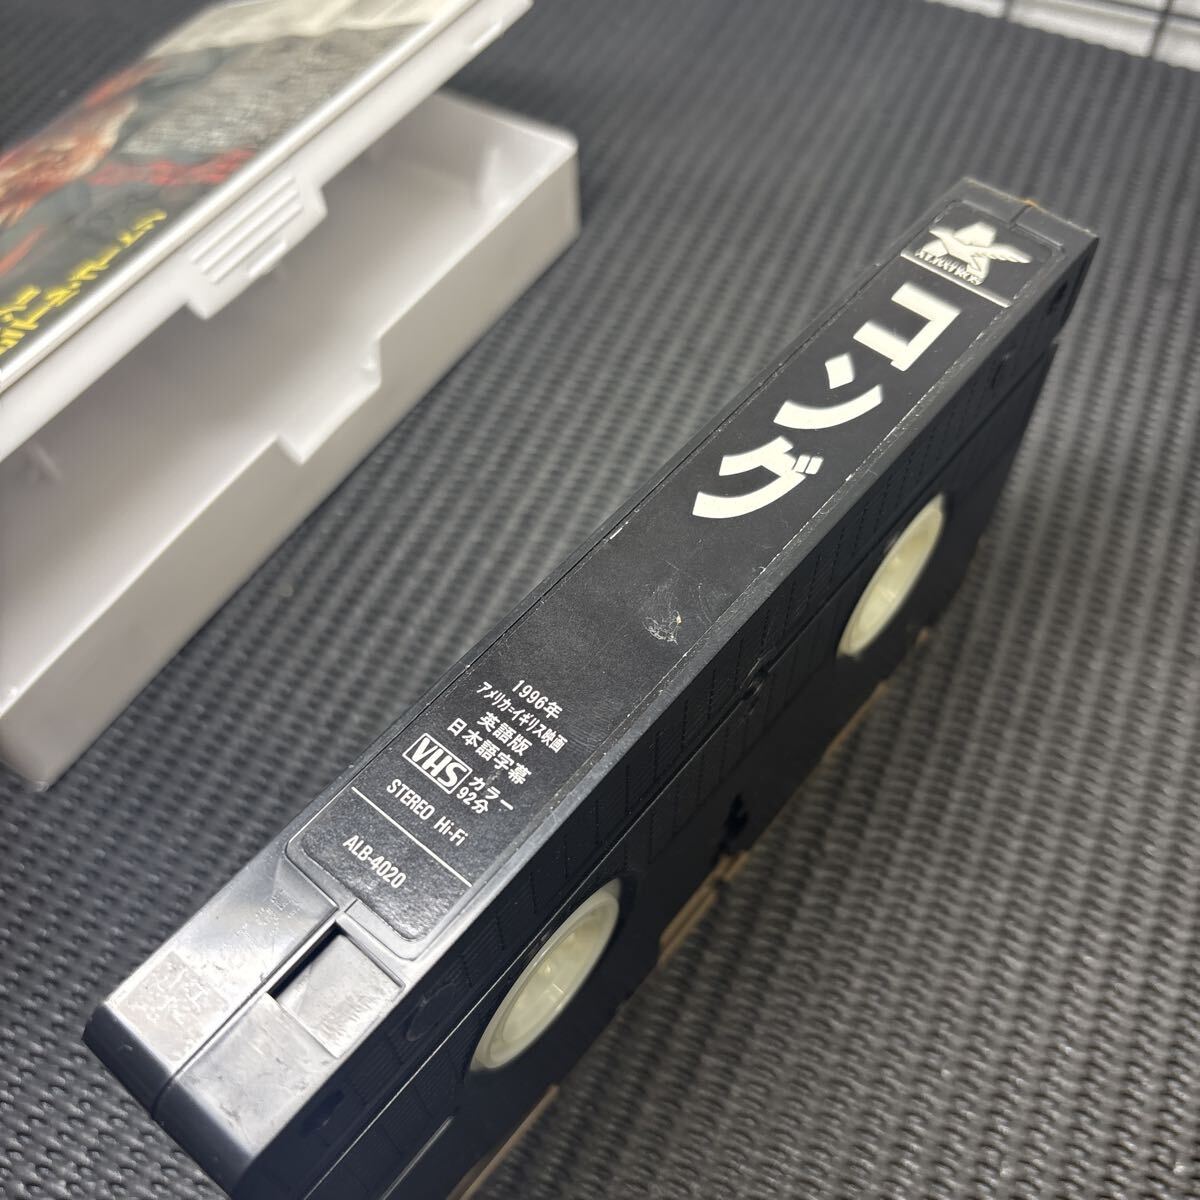 ALBATROS
コング
1996年
アメリカ=イギリス映画
英語版
日本語字幕
VHS カラー
92分
STEREO Hi-Fi
ALB-4020